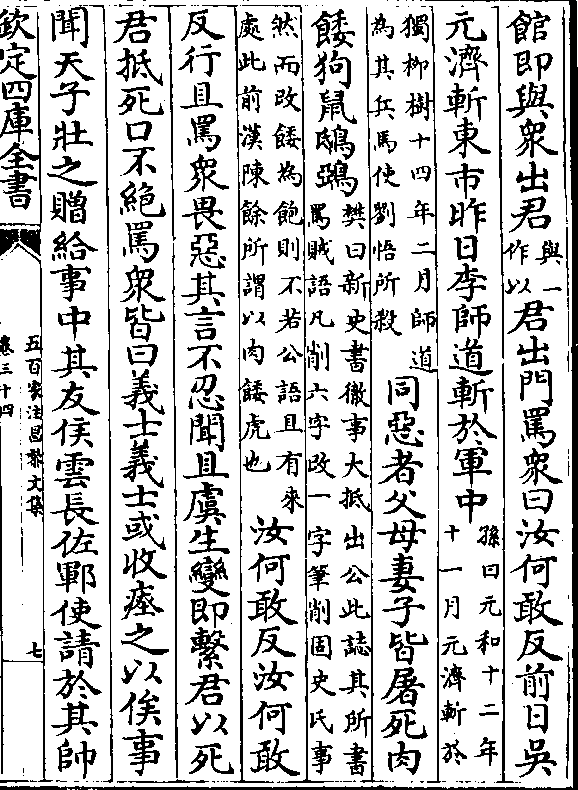 館即與衆出君與一作以君出門罵衆曰汝何敢反前日吳
元濟斬東市昨日李師道斬於軍中孫曰元和十二年十一月元濟斬於
獨柳樹十四年二月師道為其兵馬使劉悟所殺同惡者父母妻子皆屠死肉
餧狗鼠鴟鴞樊曰新史書徹事大抵出公此誌其所書罵賊語凡削六字改一字筆削固史氏事
然而改餧為飽則不若公語且有來處此前漢陳餘所謂以肉餧虎也汝何敢反汝何敢
反行且罵衆畏惡其言不忍聞且虞生變即繫君以死
君抵死口不絶罵衆皆曰義士義士或收瘞之以俟事
聞天子壯之贈給事中其友侯雲長佐鄆使請於其帥
欽定四庫全書
五百家注昌黎文集
卷三十四
七